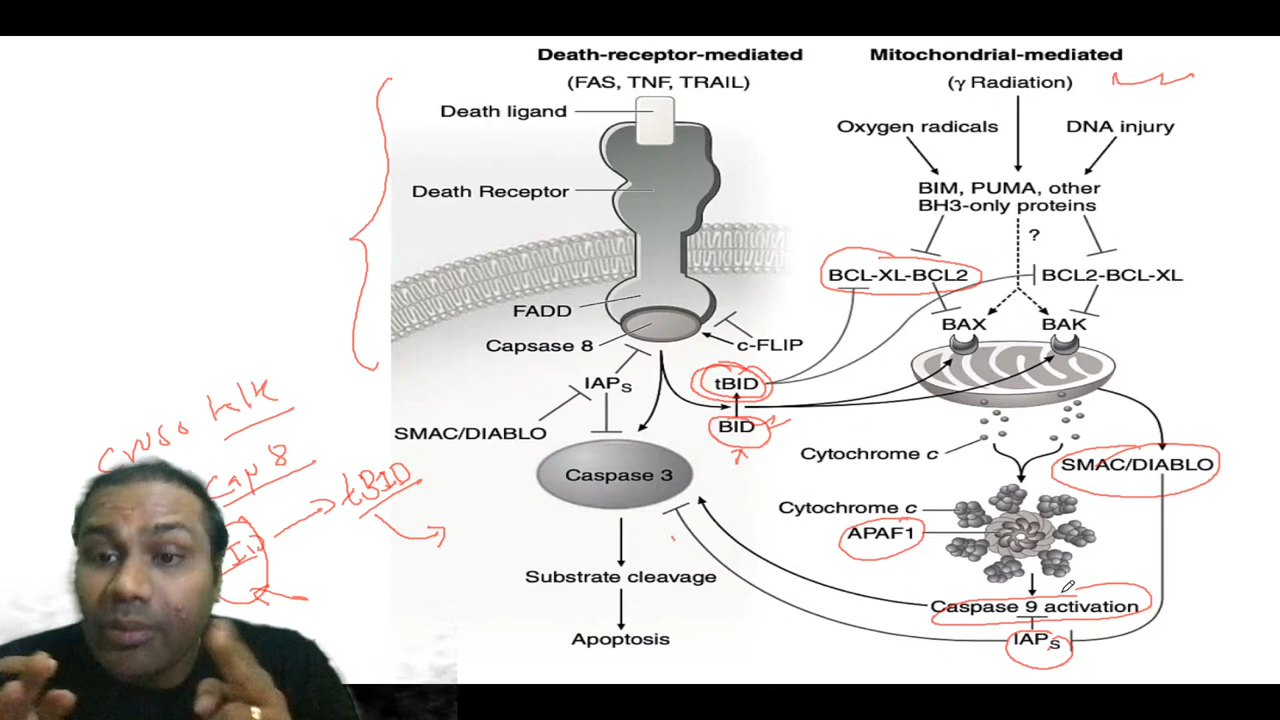 Death-receptor-mediated
(FAS, TNF, TRAIL)
Death ligand
Death Receptor
FADD
Capsase 8
c-FLIP
IAPs
SMAC/DIABLO
tBID
BID
Caspase 3
Substrate cleavage
Apoptosis
Mitochondrial-mediated
(γ Radiation)
Oxygen radicals
DNA injury
BIM, PUMA, other
BH3-only proteins
?
BCL-XL-BCL2
BCL2-BCL-XL
BAX
BAK
Cytochrome c
SMAC/DIABLO
Cytochrome c
APAF1
Caspase 9 activation
IAPs
talk
Cap 8
tBID